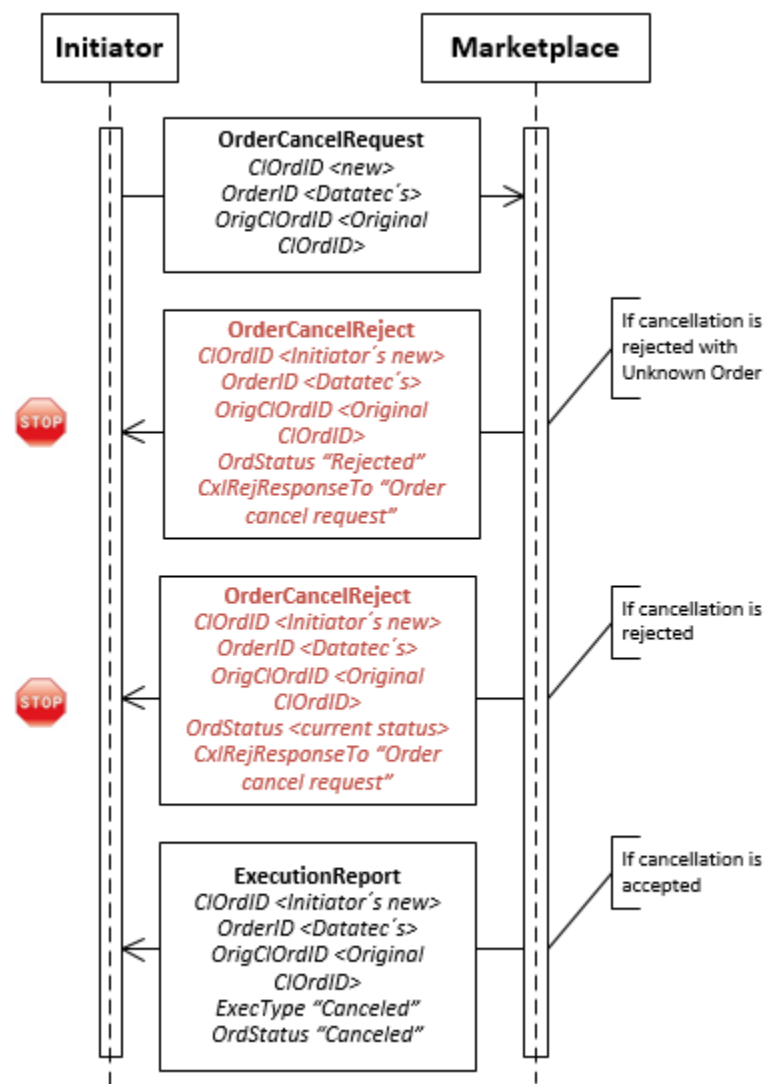 Initiator
Marketplace
OrderCancelRequest
ClOrdID <new>
OrderID <Datatec´s>
OrigClOrdID <Original
ClOrdID>
If cancellation is
rejected with
Unknown Order
OrderCancelReject
ClOrdID <Initiator´s new>
OrderID <Datatec´s>
OrigClOrdID <Original
ClOrdID>
OrdStatus “Rejected”
CxlRejResponseTo “Order
cancel request”
STOP
If cancellation is
rejected
OrderCancelReject
ClOrdID <Initiator´s new>
OrderID <Datatec´s>
OrigClOrdID <Original
ClOrdID>
OrdStatus <current status>
CxlRejResponseTo “Order
cancel request”
STOP
If cancellation is
accepted
ExecutionReport
ClOrdID <Initiator´s new>
OrderID <Datatec´s>
OrigClOrdID <Original
ClOrdID>
ExecType “Canceled”
OrdStatus “Canceled”